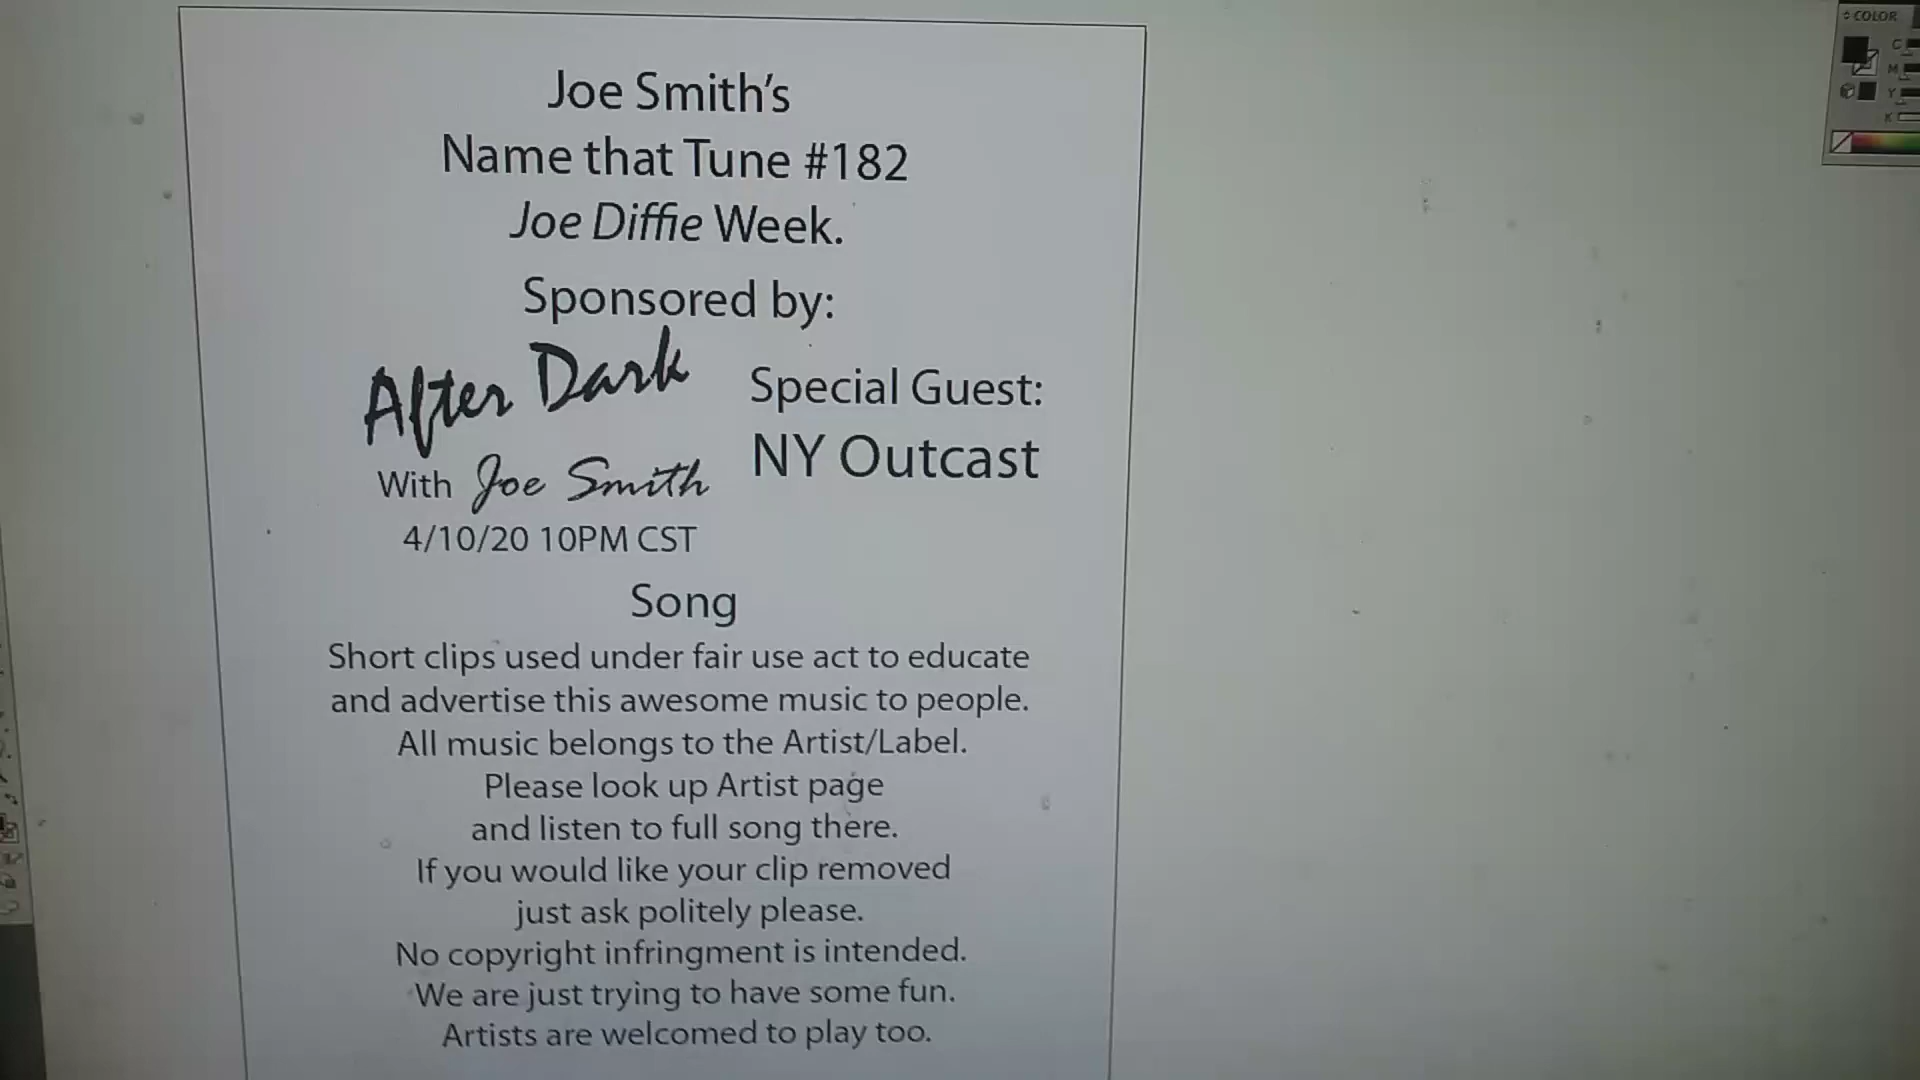 Joe Smith's
Name that Tune #182
Joe Diffie Week.
Sponsored by:
After Dark
With Joe Smith
4/10/20 10PM CST
Special Guest:
NY Outcast
Song
Short clips used under fair use act to educate
and advertise this awesome music to people.
All music belongs to the Artist/Label.
Please look up Artist page
and listen to full song there.
If you would like your clip removed
just ask politely please.
No copyright infringment is intended.
We are just trying to have some fun.
Artists are welcomed to play too.
COLOR
C
M
Y
K